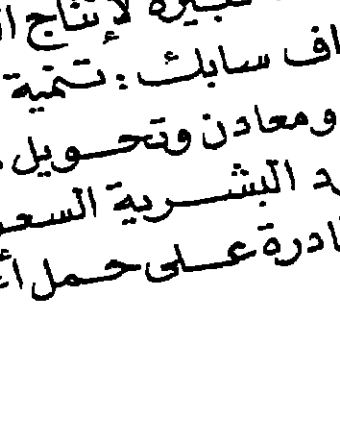 كبيرة لإنتاج ا
اف سابك : تنمية
ومعادن وتحويل
د البشرية السعو
ادرة على حمل أ